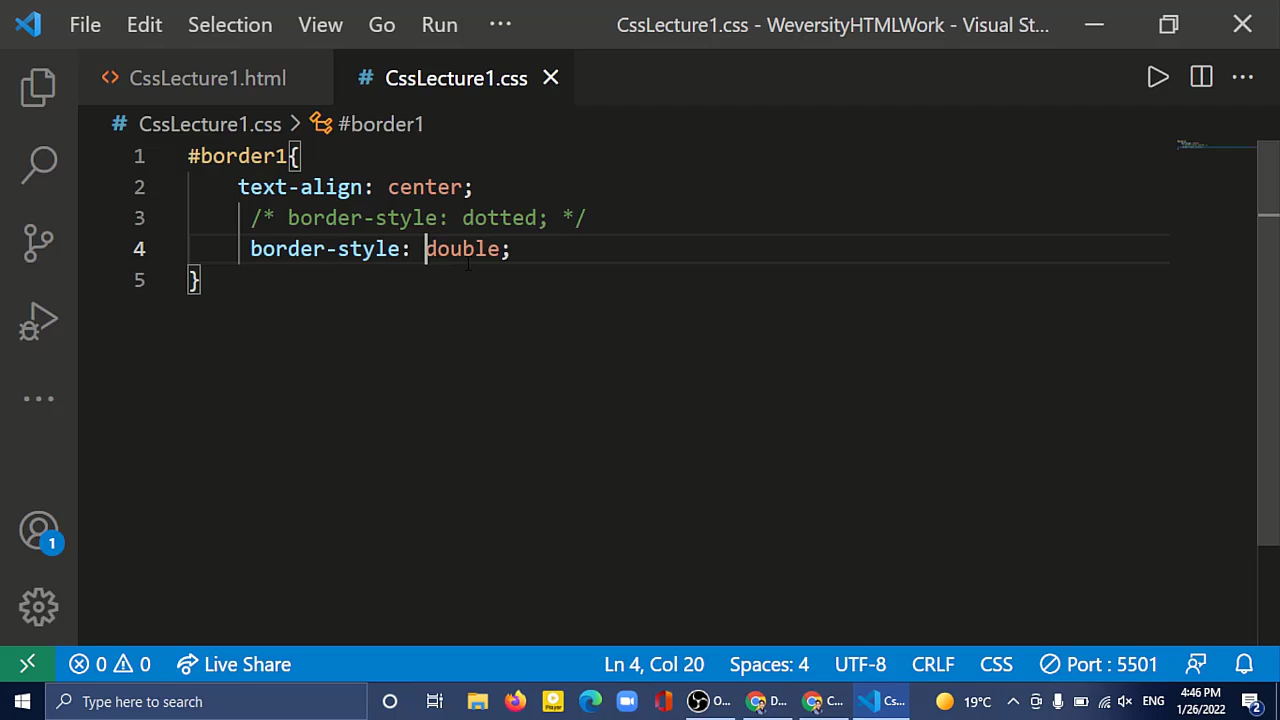 File Edit Selection View Go Run ··· CssLecture1.css - WeversityHTMLWork - Visual St...
<> CssLecture1.html # CssLecture1.css
# CssLecture1.css > #border1
1 #border1{
2 text-align: center;
3 /* border-style: dotted; */
4 border-style: double;
5 }
1
0 0 Live Share Ln 4, Col 20 Spaces: 4 UTF-8 CRLF CSS Port : 5501
Type here to search Player O... D... C... Cs... 19°C ENG 4:46 PM
1/26/2022 2